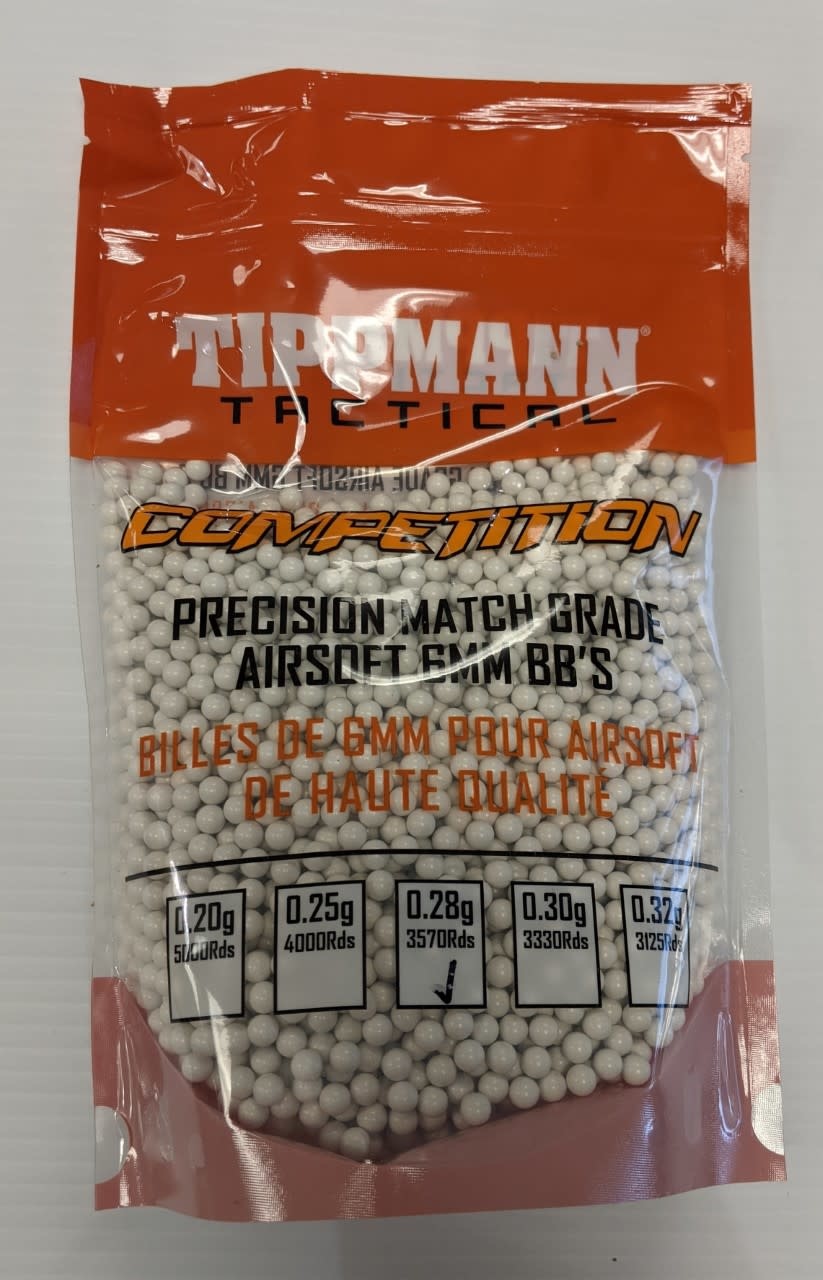 TIPPMANN®
TACTICAL
COMPETITION
PRECISION MATCH GRADE
AIRSOFT 6MM BB'S
BILLES DE 6MM POUR AIRSOFT
DE HAUTE QUALITÉ
0.20g
5000Rds
0.25g
4000Rds
0.28g
3570Rds
0.30g
3330Rds
0.32g
3125Rds